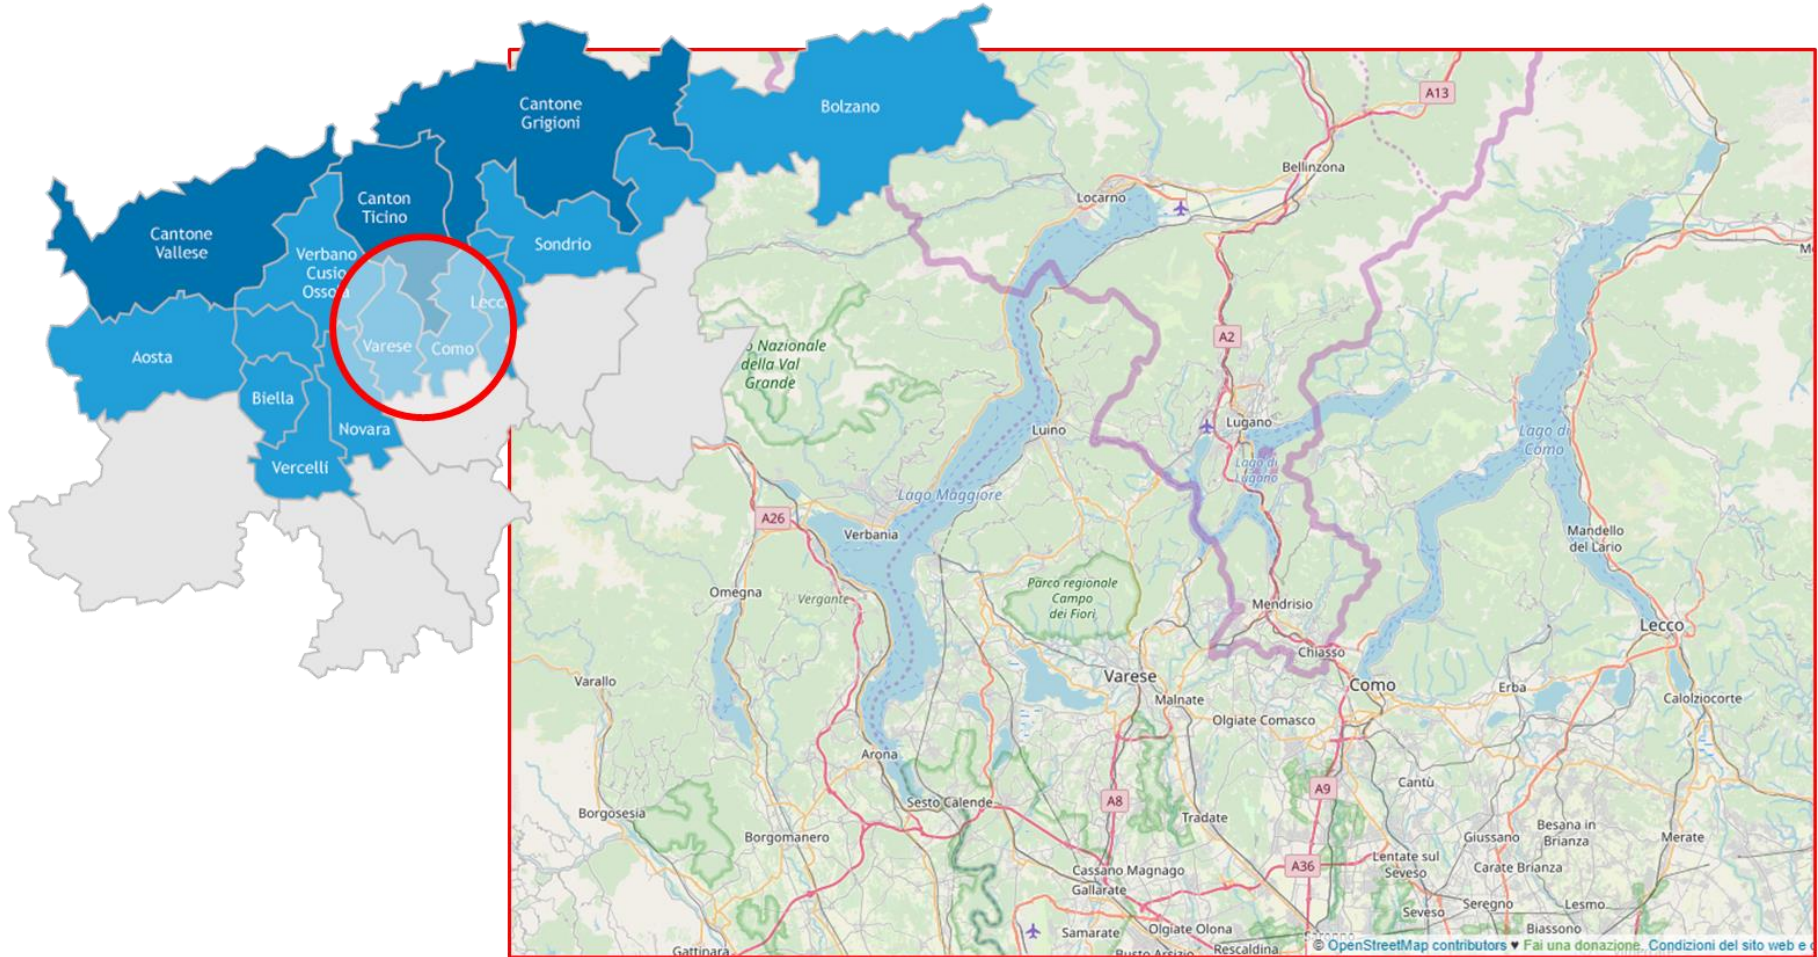 Cantone
Grigioni
Bolzano
Canton
Ticino
Cantone
Vallese
Verbano
Cusio
Ossola
Sondrio
Lecco
Aosta
Varese
Como
Biella
Novara
Vercelli
A13
Bellinzona
Locarno
A2
Nazionale
della Val
Grande
Luino
Lugano
Lago di
Lugano
Lago di
Como
Lago Maggiore
A26
Verbania
Mandello
del Lario
Omegna
Vergante
Parco regionale
Campo
dei Fiori
Mendrisio
Lecco
Chiasso
Varallo
Varese
Como
Erba
Malnate
Calolziocorte
Olgiate Comasco
Arona
Cantù
A9
Sesto Calende
A8
Borgosesia
Tradate
Borgomanero
Giussano
Besana in
Brianza
Merate
Lentate sul
Seveso
A36
Cassano Magnago
Carate Brianza
Gallarate
Seregno
Lesmo
Seveso
Samarate
Olgiate Olona
Biassono
Gattinara
Busto Arsizio
Rescaldina
© OpenStreetMap contributors ♥ Fai una donazione. Condizioni del sito web e